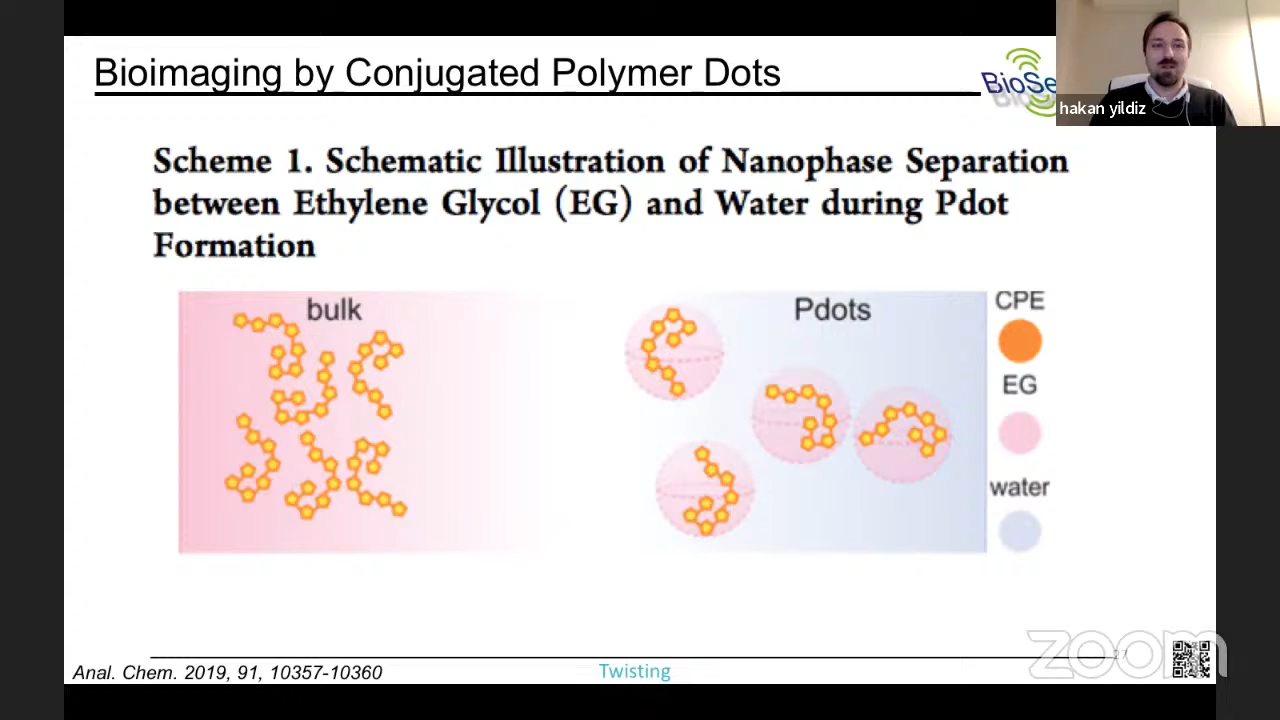 Bioimaging by Conjugated Polymer Dots
BioSe
hakan yildiz
Scheme 1. Schematic Illustration of Nanophase Separation
between Ethylene Glycol (EG) and Water during Pdot
Formation
bulk
Pdots
CPE
EG
water
Anal. Chem. 2019, 91, 10357-10360
Twisting
27
zoom